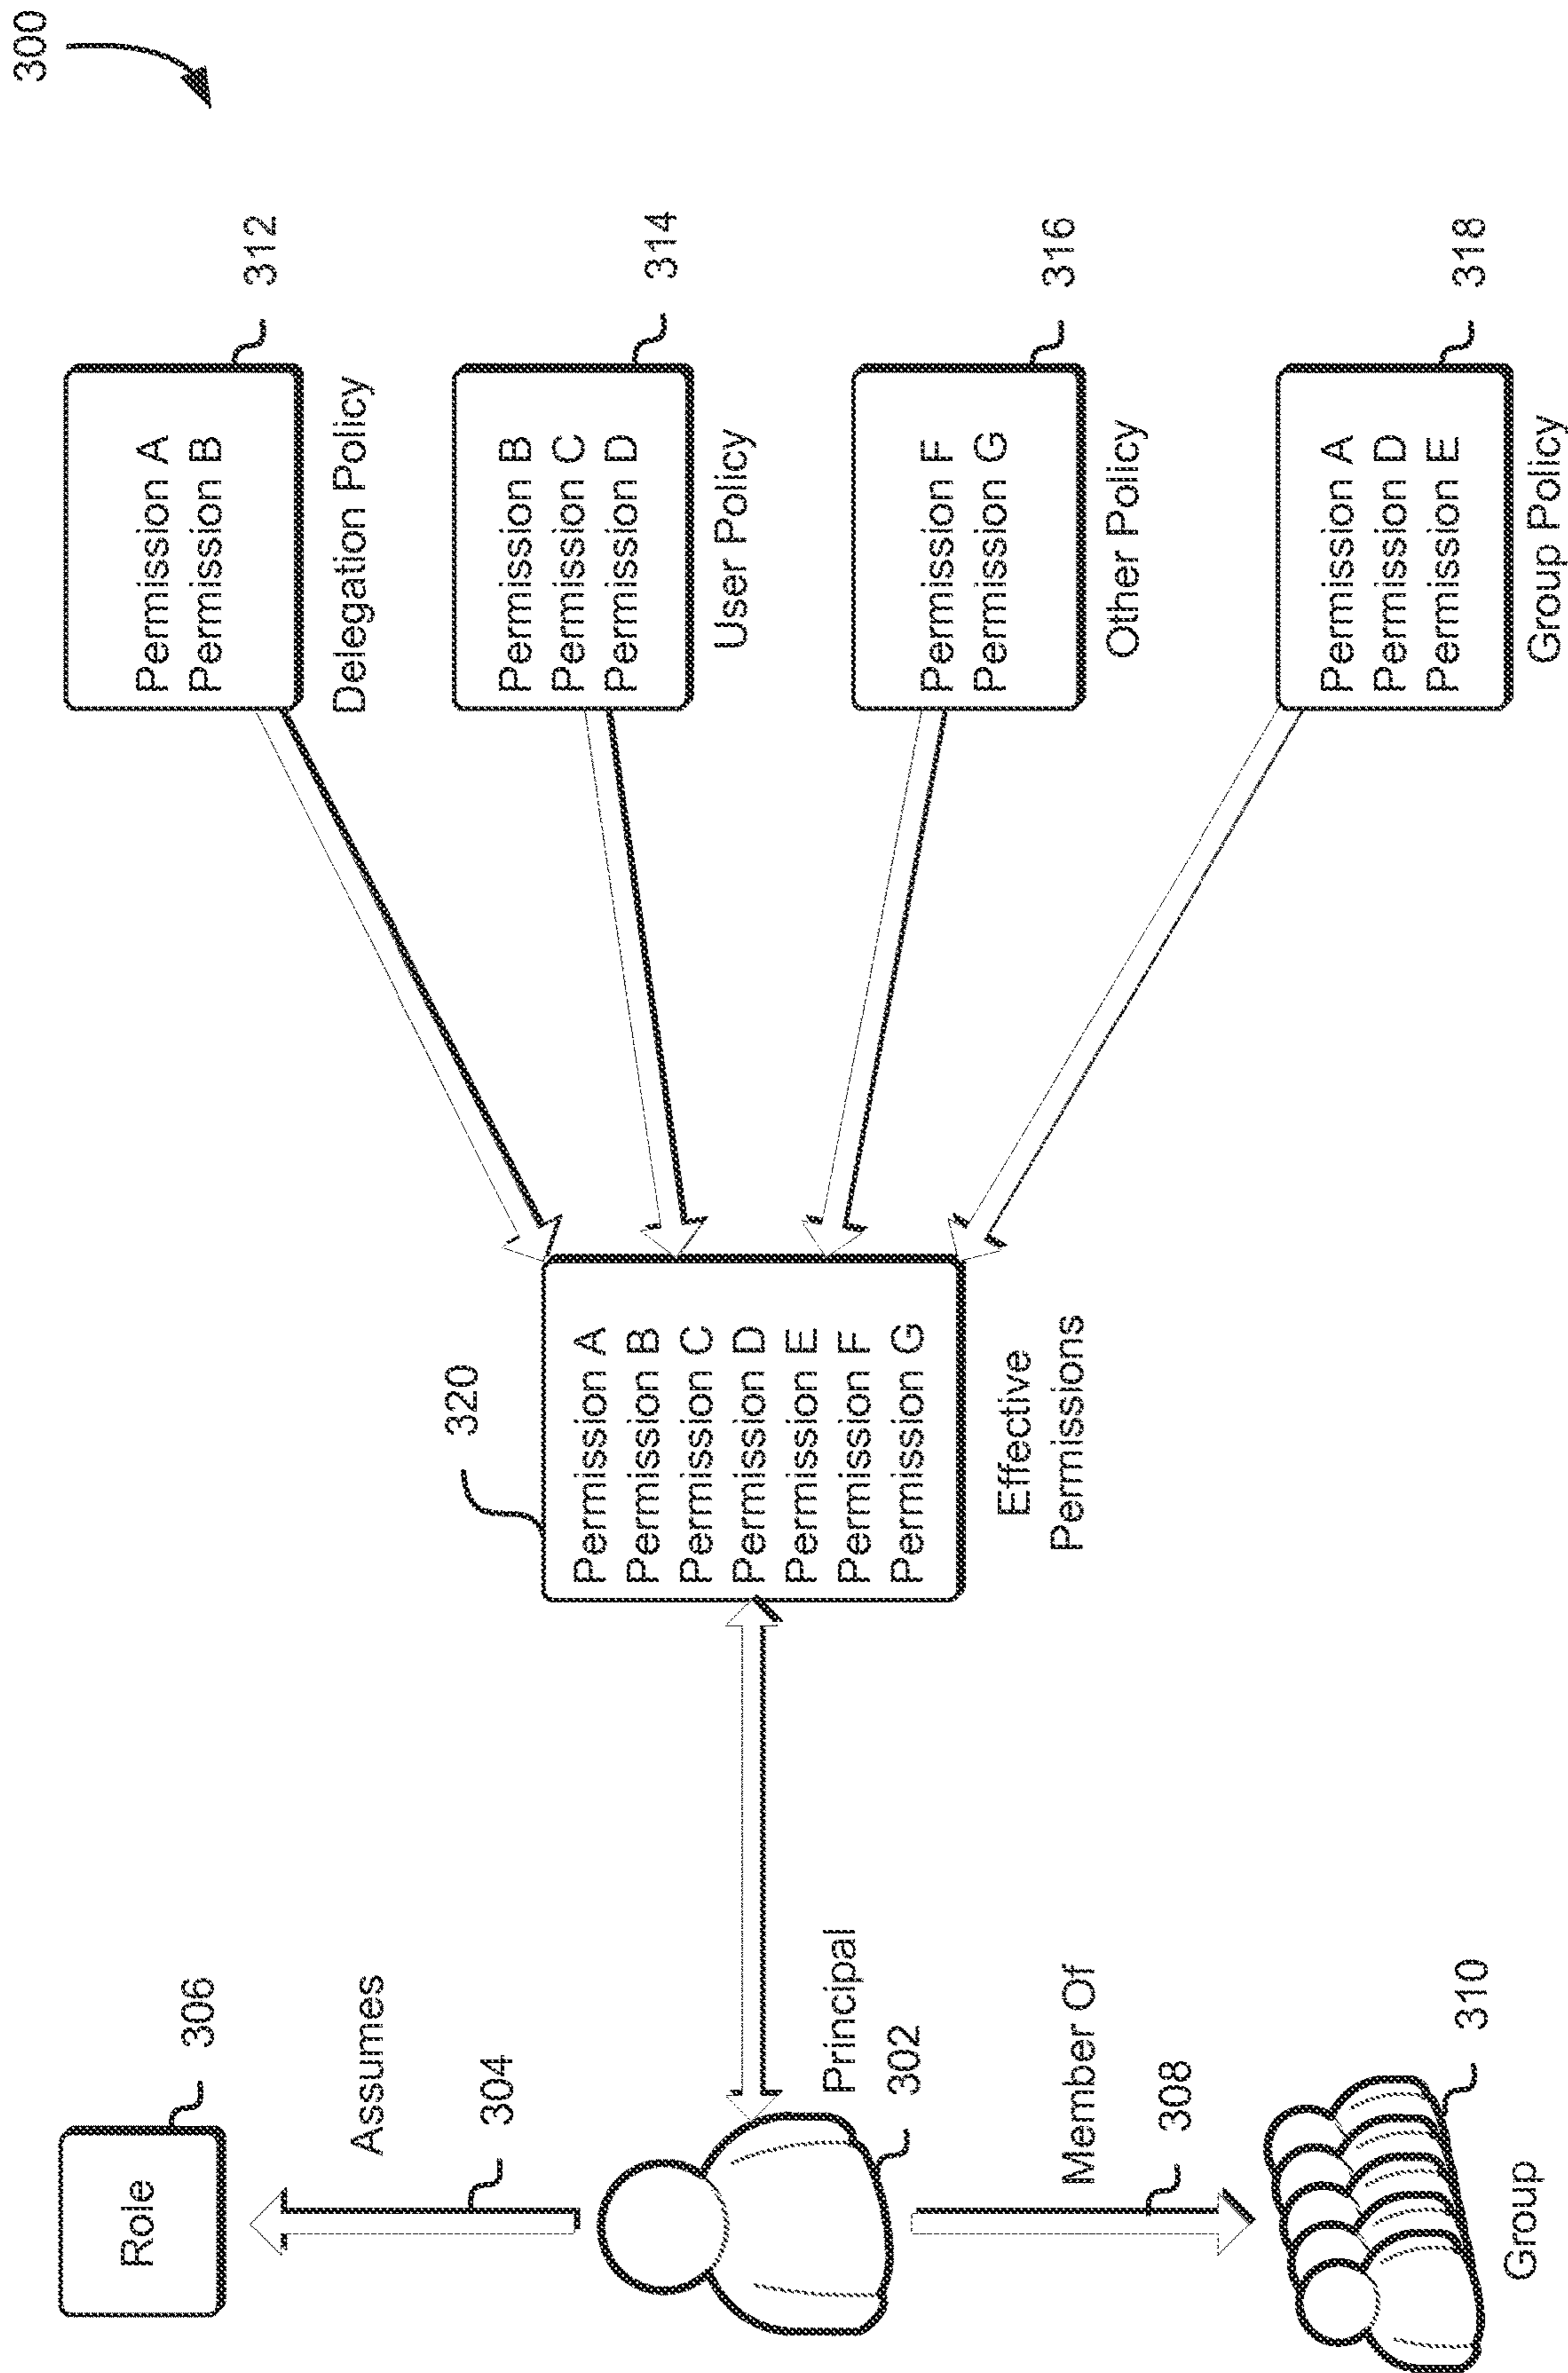 300
Role
306
Assumes
304
Principal
302
Member Of
308
310
Group
320
Permission A
Permission B
Permission C
Permission D
Permission E
Permission F
Permission G
Effective
Permissions
Permission A
Permission B
312
Delegation Policy
Permission B
Permission C
Permission D
314
User Policy
Permission F
Permission G
316
Other Policy
Permission A
Permission D
Permission E
318
Group Policy